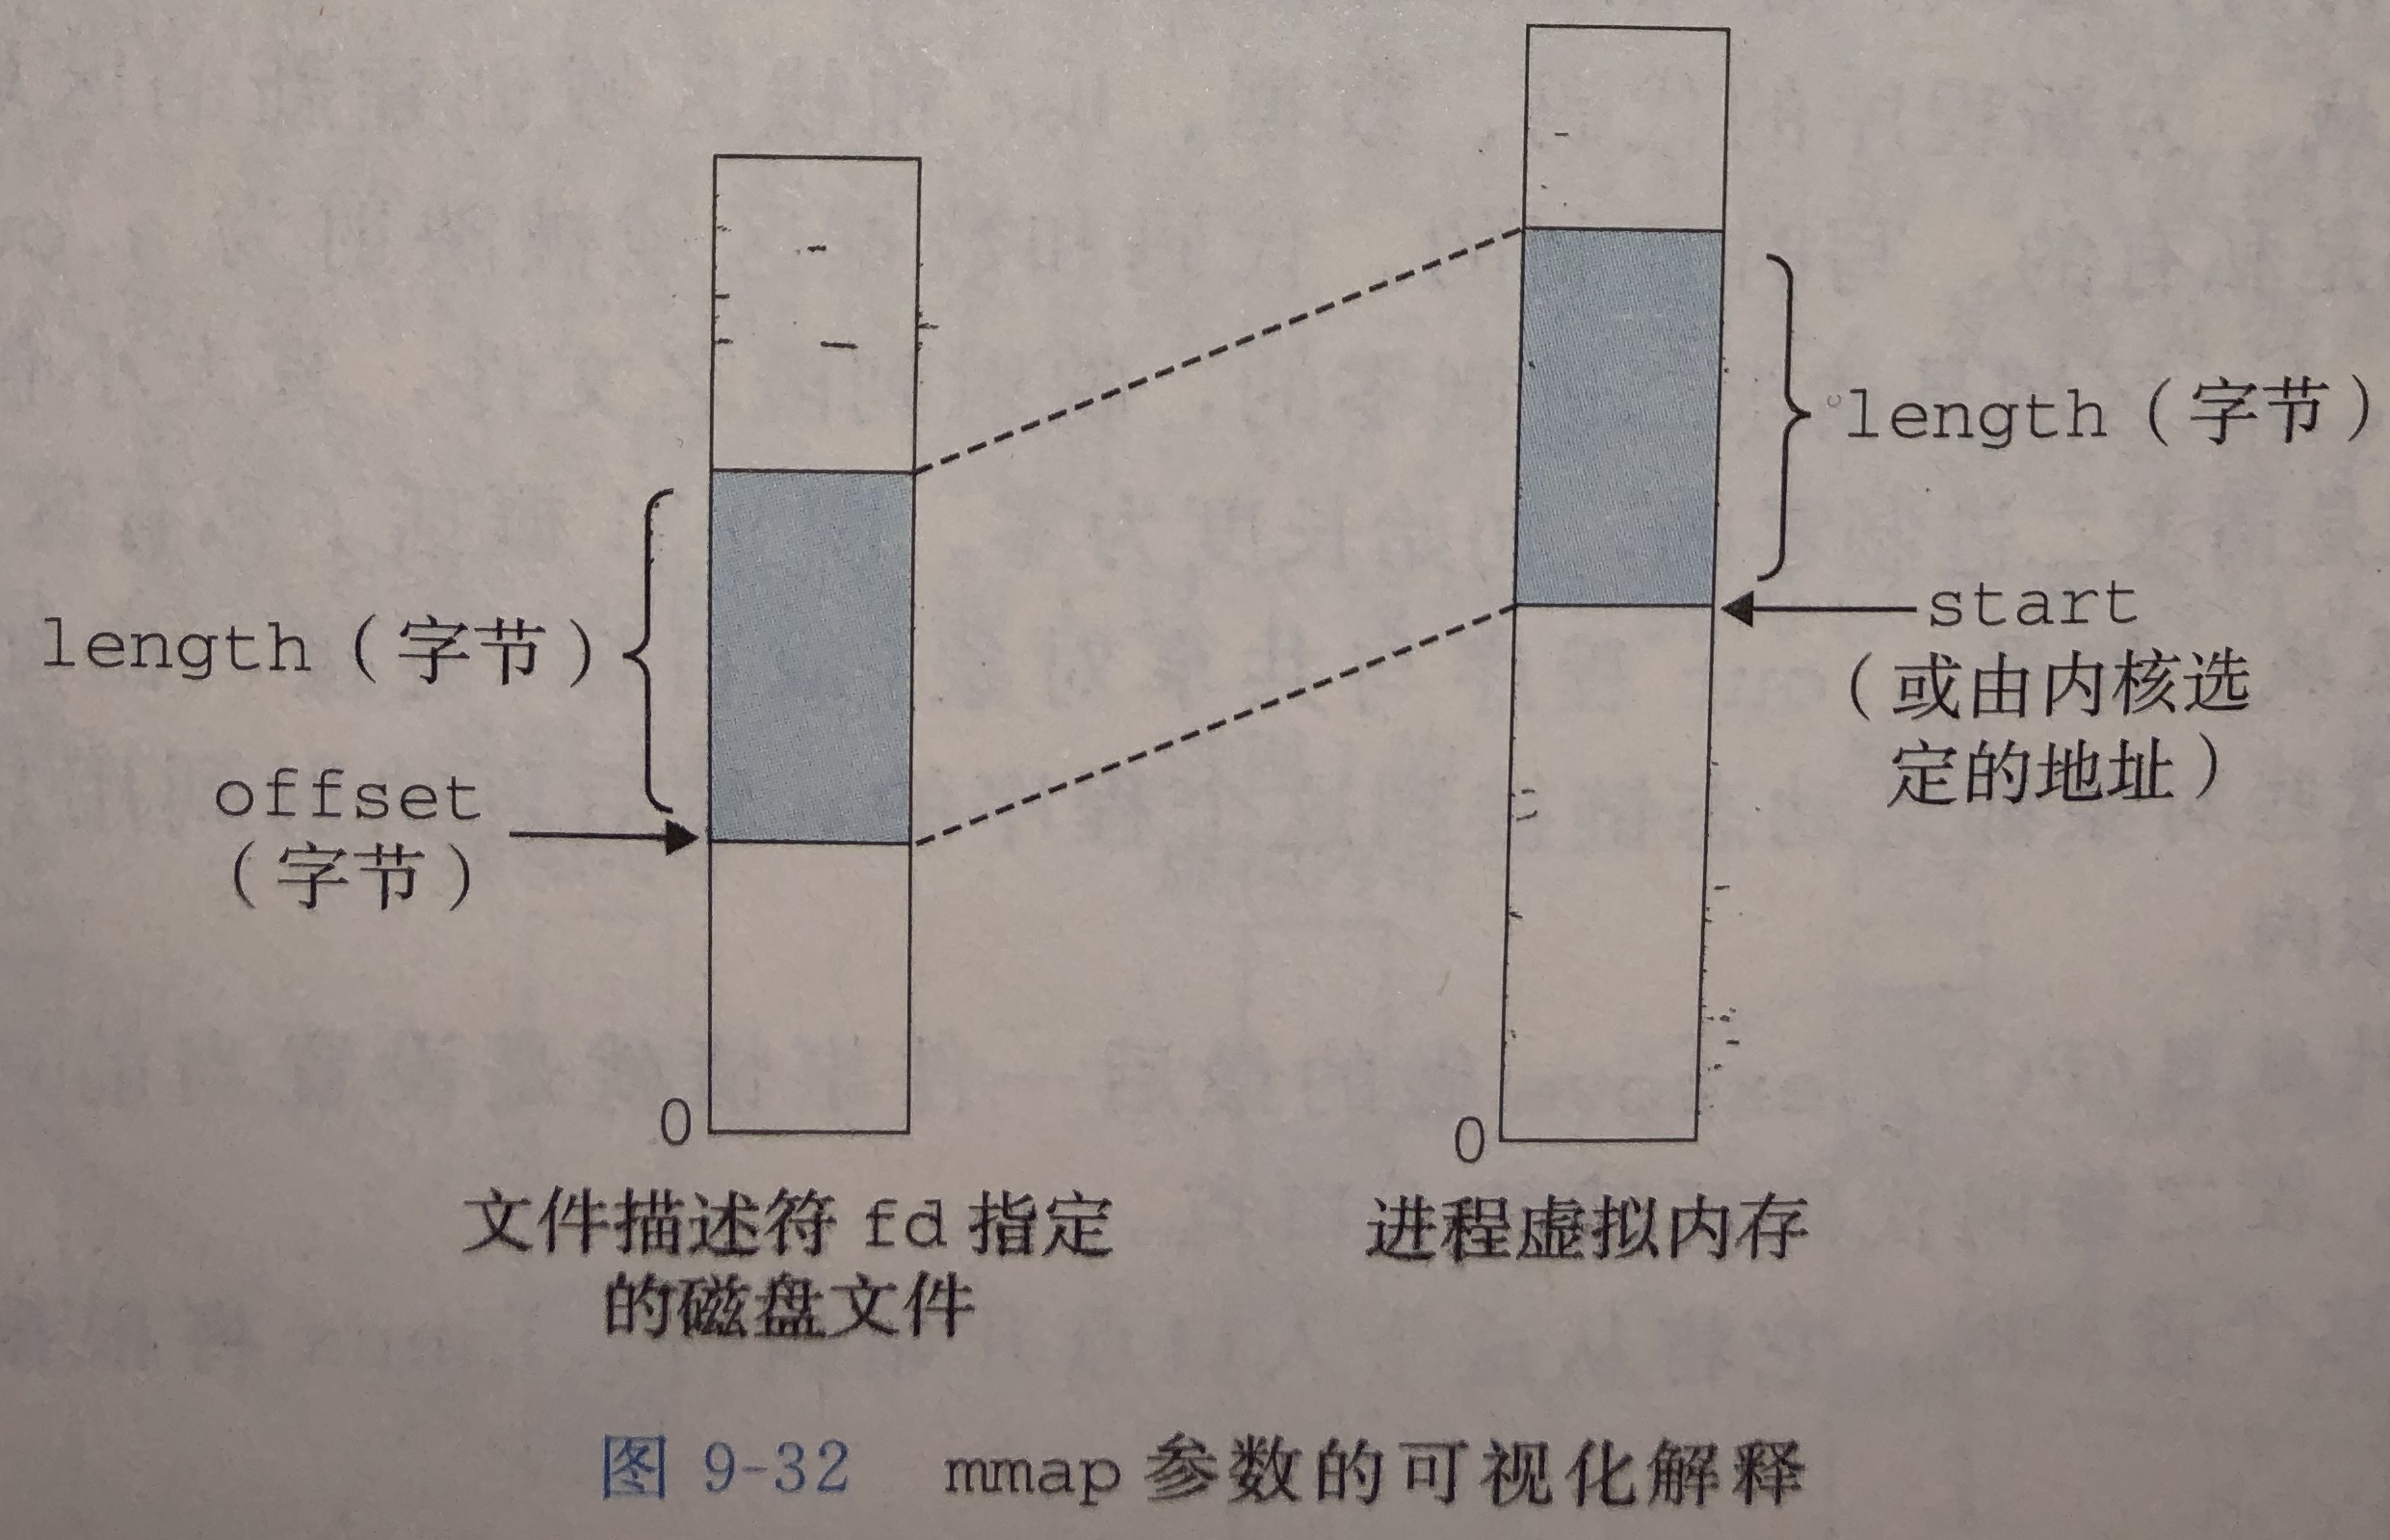 length（字节）
length（字节）
offset
（字节）
start
（或由内核选
定的地址）
0
0
文件描述符 fd 指定
的磁盘文件
进程虚拟内存
图 9-32 mmap 参数的可视化解释